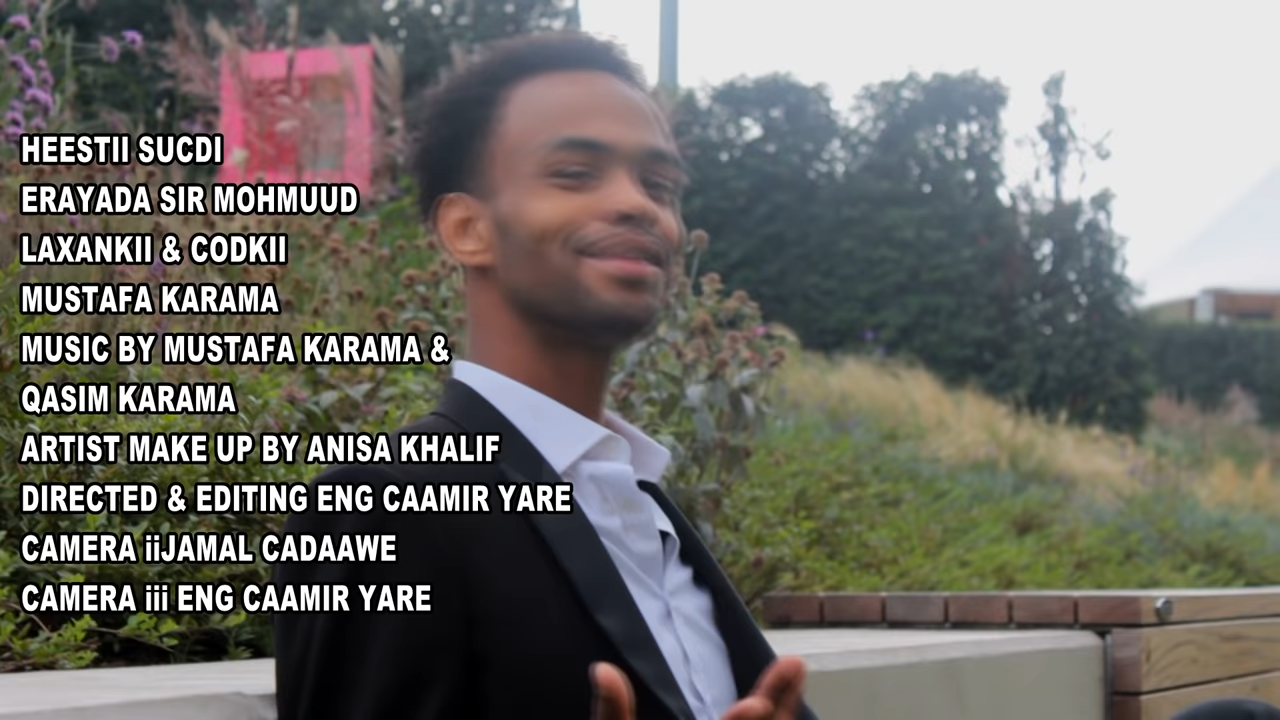 HEESTII SUCDI
ERAYADA SIR MOHMUUD
LAXANKII & CODKII
MUSTAFA KARAMA
MUSIC BY MUSTAFA KARAMA &
QASIM KARAMA
ARTIST MAKE UP BY ANISA KHALIF
DIRECTED & EDITING ENG CAAMIR YARE
CAMERA iiJAMAL CADAAWE
CAMERA iii ENG CAAMIR YARE